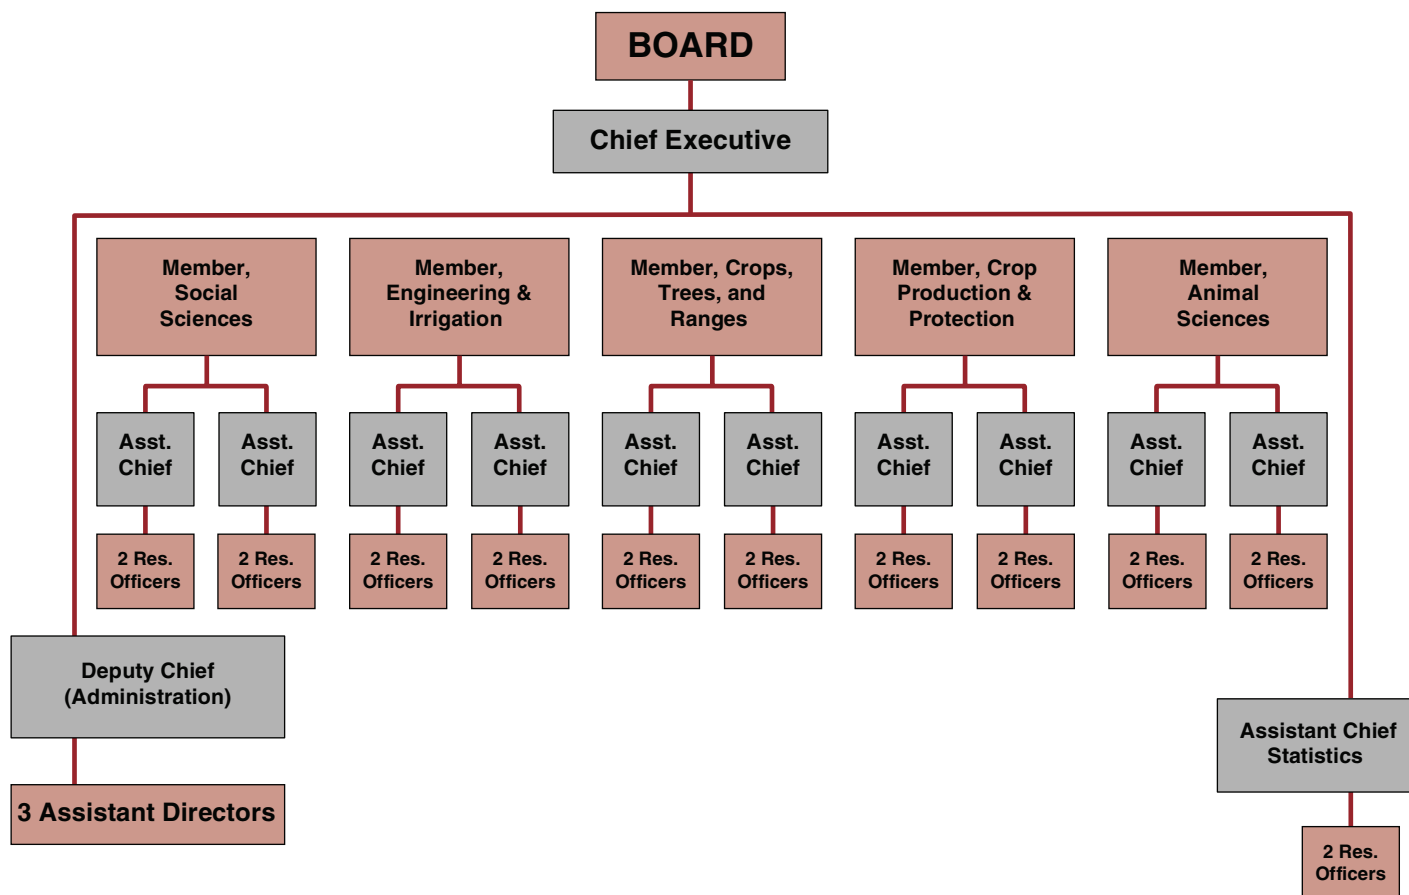 BOARD
Chief Executive
Member,
Social
Sciences
Member,
Engineering &
Irrigation
Member, Crops,
Trees, and
Ranges
Member, Crop
Production &
Protection
Member,
Animal
Sciences
Asst.
Chief
Asst.
Chief
Asst.
Chief
Asst.
Chief
Asst.
Chief
Asst.
Chief
Asst.
Chief
Asst.
Chief
Asst.
Chief
Asst.
Chief
2 Res.
Officers
2 Res.
Officers
2 Res.
Officers
2 Res.
Officers
2 Res.
Officers
2 Res.
Officers
2 Res.
Officers
2 Res.
Officers
2 Res.
Officers
2 Res.
Officers
Deputy Chief
(Administration)
Assistant Chief
Statistics
3 Assistant Directors
2 Res.
Officers